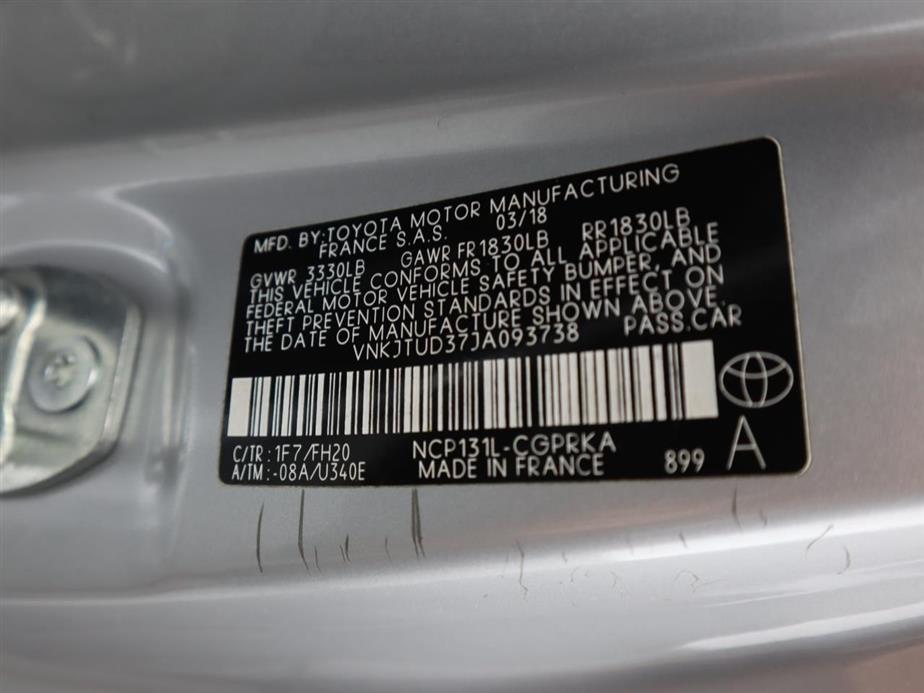 MFD. BY:TOYOTA MOTOR MANUFACTURING
FRANCE S.A.S. 03/18
GVWR 3330LB GAWR FR1830LB RR1830LB
THIS VEHICLE CONFORMS TO ALL APPLICABLE
FEDERAL MOTOR VEHICLE SAFETY BUMPER, AND
THEFT PREVENTION STANDARDS IN EFFECT ON
THE DATE OF MANUFACTURE SHOWN ABOVE.
VNKJTUD37JA093738 PASS.CAR
C/TR: 1F7/FH20 NCP131L-CGPRKA
A/TM:-08A/U340E MADE IN FRANCE 899 A